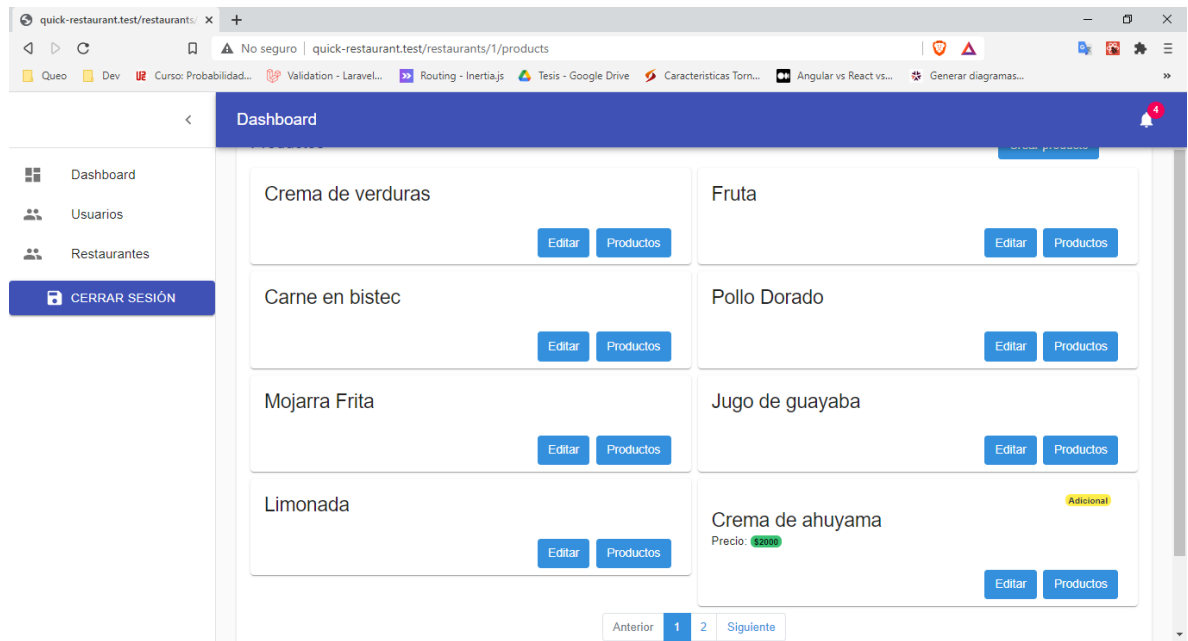 quick-restaurant.test/restaurants/
No seguro | quick-restaurant.test/restaurants/1/products
Queo Dev Curso: Probabilidad... Validation - Laravel... Routing - Inertia.js Tesis - Google Drive Caracteristicas Torn... Angular vs React vs... Generar diagramas... »
Dashboard
4
Dashboard
Usuarios
Restaurantes
CERRAR SESIÓN
Productos
Crear producto
Crema de verduras
Editar Productos
Fruta
Editar Productos
Carne en bistec
Editar Productos
Pollo Dorado
Editar Productos
Mojarra Frita
Editar Productos
Jugo de guayaba
Editar Productos
Limonada
Editar Productos
Adicional
Crema de ahuyama
Precio: $2000
Editar Productos
Anterior 1 2 Siguiente